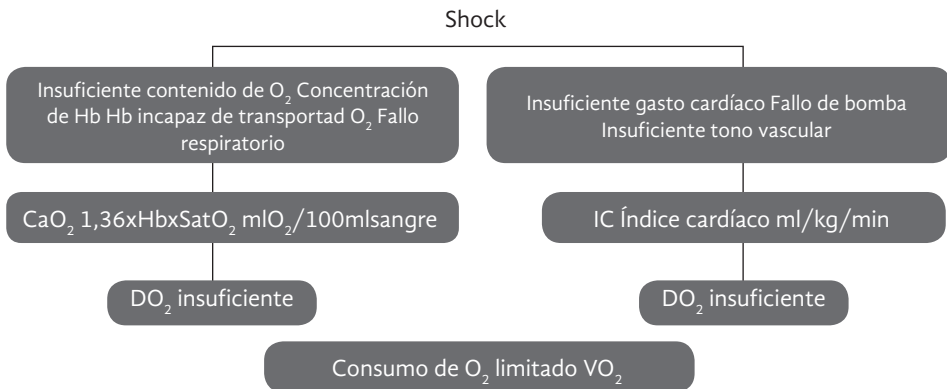 Shock
Insuficiente contenido de O₂ Concentración
de Hb Hb incapaz de transportad O₂ Fallo
respiratorio
Insuficiente gasto cardíaco Fallo de bomba
Insuficiente tono vascular
CaO₂ 1,36xHbxSatO₂ mlO₂/100mlsangre
IC Índice cardíaco ml/kg/min
DO₂ insuficiente
DO₂ insuficiente
Consumo de O₂ limitado VO₂